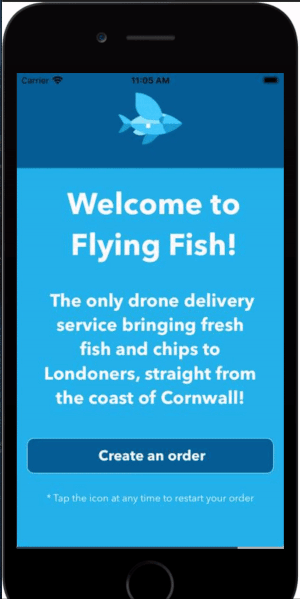 Carrier
11:05 AM
Welcome to
Flying Fish!
The only drone delivery
service bringing fresh
fish and chips to
Londoners, straight from
the coast of Cornwall!
Create an order
* Tap the icon at any time to restart your order